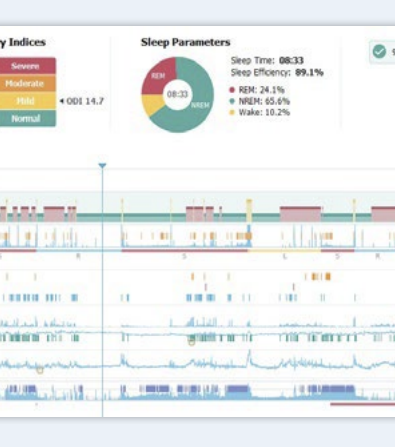 y Indices
Severe
Moderate
Mild
Normal
◄ ODI 14.7
Sleep Parameters
REM
NREM
08:33
Sleep Time: 08:33
Sleep Efficiency: 89.1%
REM: 24.1%
NREM: 65.6%
Wake: 10.2%
R
S
L
S
R